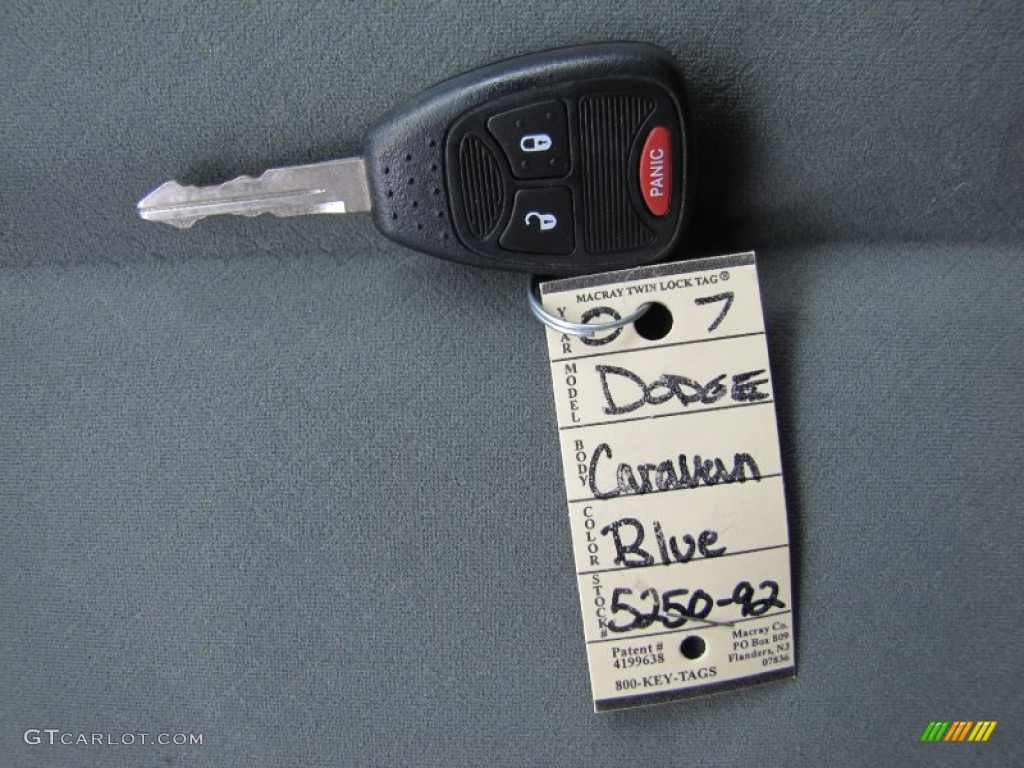 PANIC
MACRAY TWIN LOCK TAG®
YEAR 07
MODEL DODGE
BODY Caravan
COLOR Blue
STOCK# 5250-92
Patent #
4199638
Macray Co.
PO Box 809
Flanders, NJ
07836
800-KEY-TAGS
GTCARLOT.COM